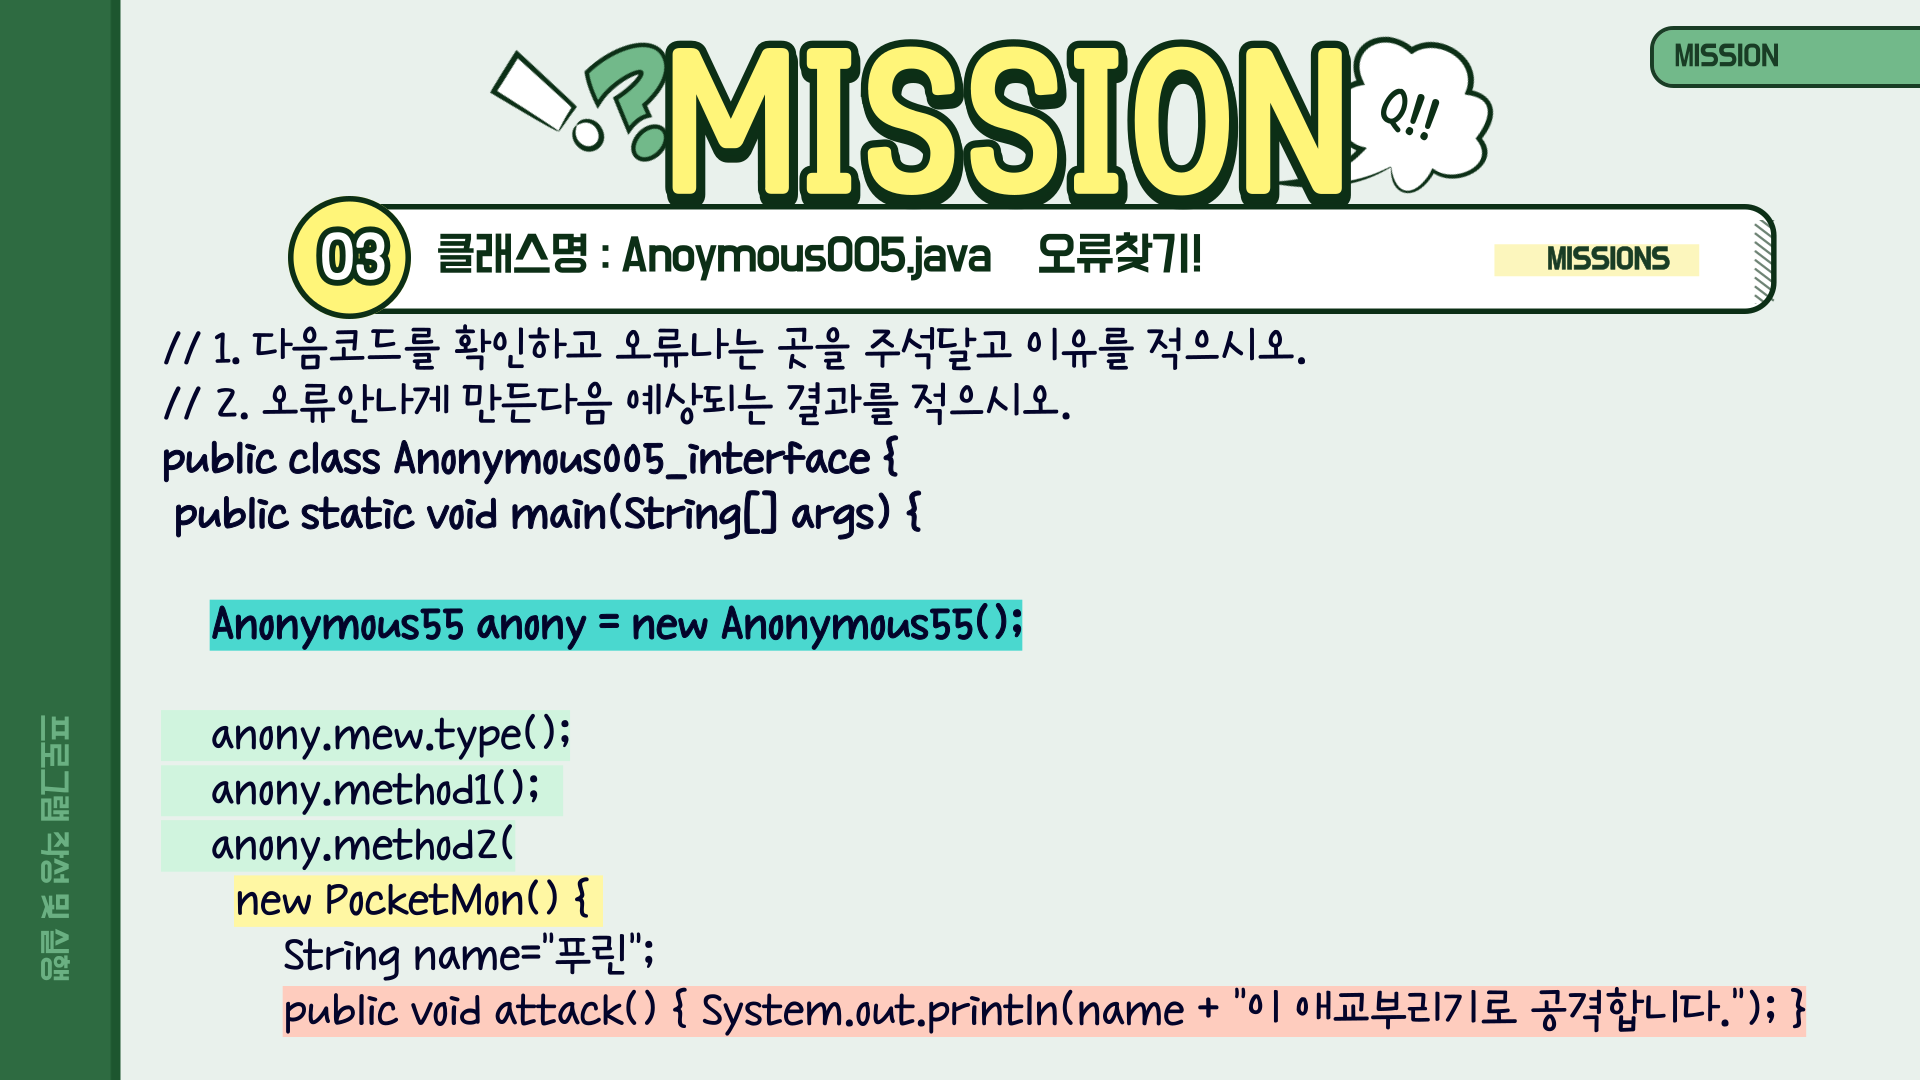 MISSION
!?
MISSION
Q!!
03
클래스명 : Anoymous005.java 오류찾기!
MISSIONS
// 1. 다음코드를 확인하고 오류나는 곳을 주석달고 이유를 적으시오.
// 2. 오류안나게 만든다음 예상되는 결과를 적으시오.
public class Anonymous005_interface {
public static void main(String[] args) {
Anonymous55 anony = new Anonymous55();
anony.mew.type();
anony.method1();
anony.method2(
new PocketMon() {
String name="푸린";
public void attack() { System.out.println(name + "이 애교부리기로 공격합니다."); }
프로그램 작성 및 실행